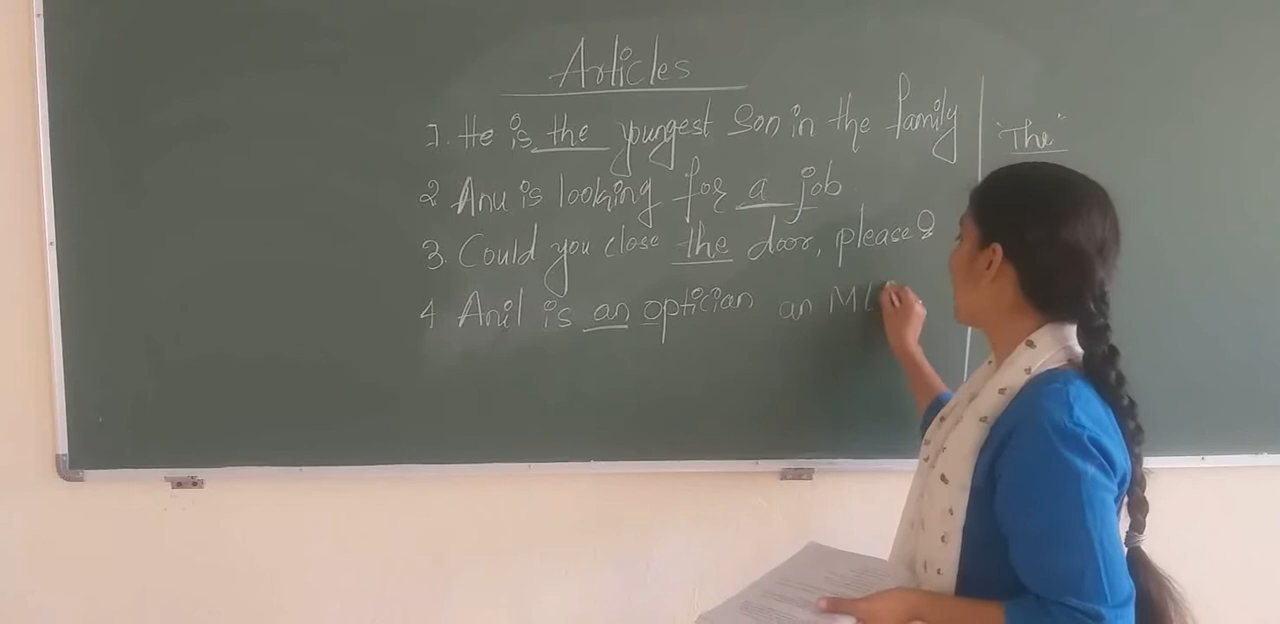 Articles
1. He is the youngest Son in the family
"The"
2 Anu is looking for a job
3. Could you close the door, please?
4 Anil is an optician an ML